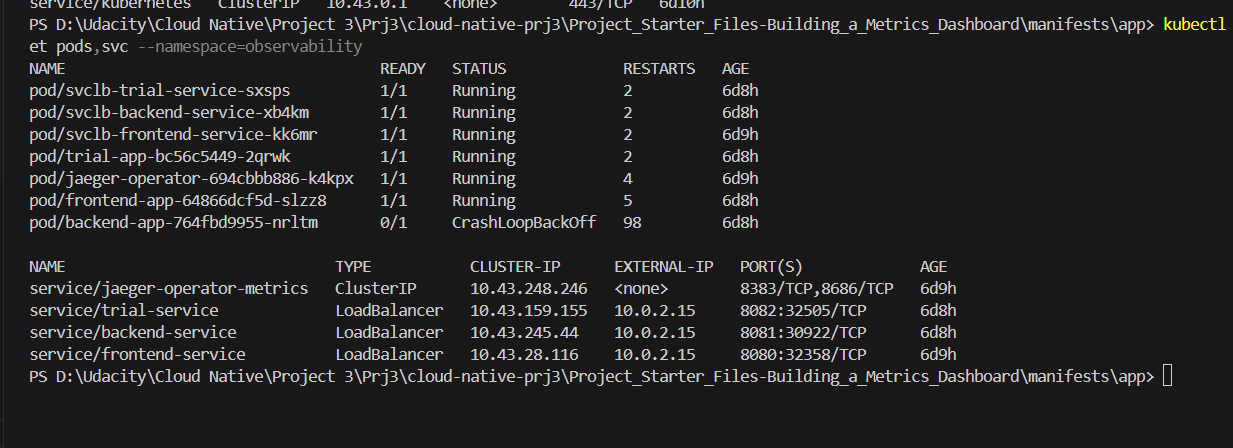 service/kubernetes ClusterIP 10.43.0.1 <none> 443/TCP 6d10h
PS D:\Udacity\Cloud Native\Project 3\Prj3\cloud-native-prj3\Project_Starter_Files-Building_a_Metrics_Dashboard\manifests\app> kubectl
et pods,svc --namespace=observability
NAME READY STATUS RESTARTS AGE
pod/svclb-trial-service-sxsps 1/1 Running 2 6d8h
pod/svclb-backend-service-xb4km 1/1 Running 2 6d8h
pod/svclb-frontend-service-kk6mr 1/1 Running 2 6d9h
pod/trial-app-bc56c5449-2qrwk 1/1 Running 2 6d8h
pod/jaeger-operator-694cbbb886-k4kpx 1/1 Running 4 6d9h
pod/frontend-app-64866dcf5d-slzz8 1/1 Running 5 6d8h
pod/backend-app-764fbd9955-nrltm 0/1 CrashLoopBackOff 98 6d8h
NAME TYPE CLUSTER-IP EXTERNAL-IP PORT(S) AGE
service/jaeger-operator-metrics ClusterIP 10.43.248.246 <none> 8383/TCP,8686/TCP 6d9h
service/trial-service LoadBalancer 10.43.159.155 10.0.2.15 8082:32505/TCP 6d8h
service/backend-service LoadBalancer 10.43.245.44 10.0.2.15 8081:30922/TCP 6d8h
service/frontend-service LoadBalancer 10.43.28.116 10.0.2.15 8080:32358/TCP 6d9h
PS D:\Udacity\Cloud Native\Project 3\Prj3\cloud-native-prj3\Project_Starter_Files-Building_a_Metrics_Dashboard\manifests\app>